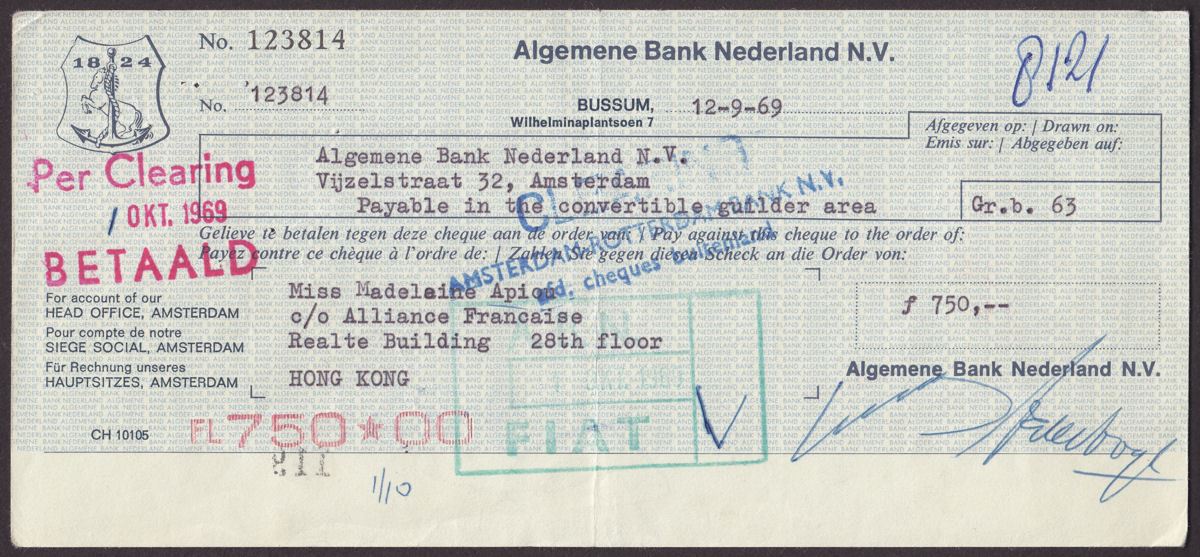 No. 123814
Algemene Bank Nederland N.V.
8121
1824
No. 123814
BUSSUM, 12-9-69
Wilhelminaplantsoen 7
Afgegeven op: / Drawn on:
Emis sur: / Abgegeben auf:
Algemene Bank Nederland N.V.
Vijzelstraat 32, Amsterdam
Payable in the convertible guilder area
Gr.b. 63
Per Clearing
1 OKT. 1969
BETAALD
AMSTERDAM-ROTTERDAM BANK N.V.
afd. cheques buitenland
Gelieve te betalen tegen deze cheque aan de order van: / Pay against this cheque to the order of:
Payez contre ce chèque à l'ordre de: / Zahlen Sie gegen diesen Scheck an die Order von:
Miss Madelaine Apiou
c/o Alliance Francaise
Realte Building 28th floor
HONG KONG
ƒ 750,--
For account of our
HEAD OFFICE, AMSTERDAM
Pour compte de notre
SIEGE SOCIAL, AMSTERDAM
Für Rechnung unseres
HAUPTSITZES, AMSTERDAM
Algemene Bank Nederland N.V.
FL750*00
CH 10105
FIAT
1/10